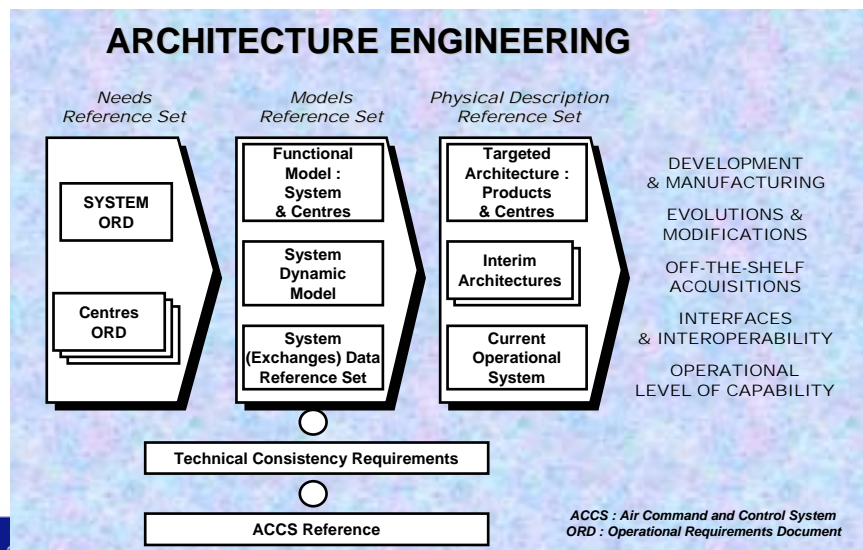 ARCHITECTURE ENGINEERING
Needs
Reference Set
Models
Reference Set
Physical Description
Reference Set
SYSTEM
ORD
Centres
ORD
Functional
Model :
System
& Centres
System
Dynamic
Model
System
(Exchanges) Data
Reference Set
Targeted
Architecture :
Products
& Centres
Interim
Architectures
Current
Operational
System
DEVELOPMENT
& MANUFACTURING
EVOLUTIONS &
MODIFICATIONS
OFF-THE-SHELF
ACQUISITIONS
INTERFACES
& INTEROPERABILITY
OPERATIONAL
LEVEL OF CAPABILITY
Technical Consistency Requirements
ACCS Reference
ACCS : Air Command and Control System
ORD : Operational Requirements Document